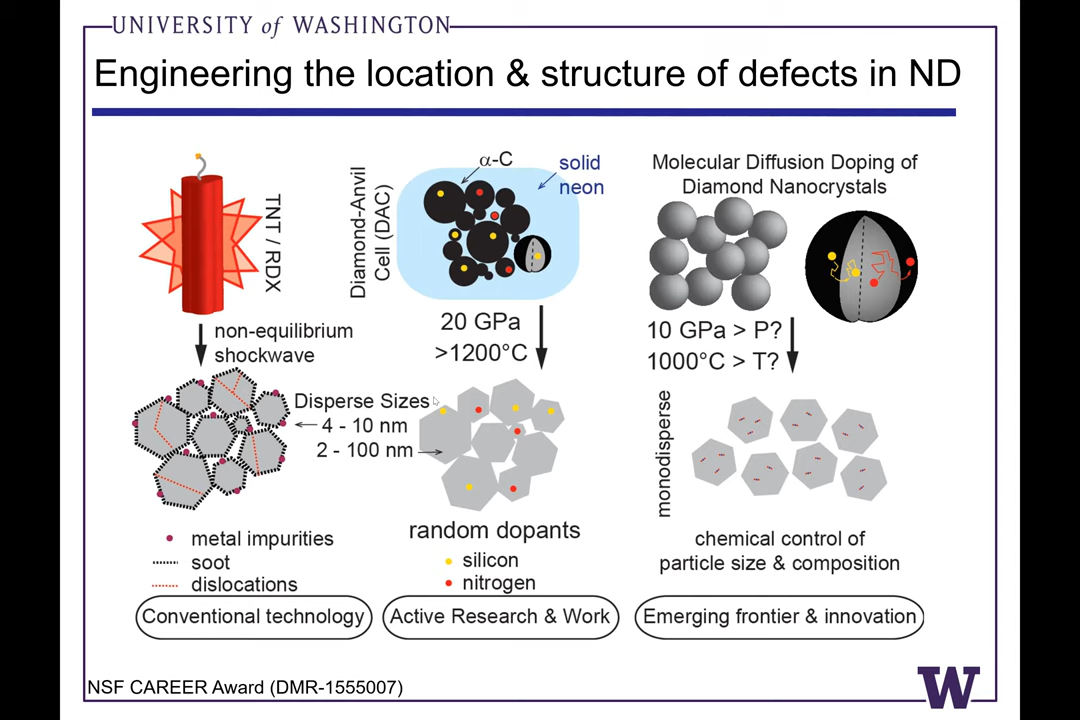 UNIVERSITY of WASHINGTON
Engineering the location & structure of defects in ND
TNT / RDX
non-equilibrium
shockwave
metal impurities
soot
dislocations
Conventional technology
Diamond-Anvil
Cell (DAC)
α-C
solid
neon
20 GPa
>1200°C
Disperse Sizes
4 - 10 nm
2 - 100 nm
random dopants
silicon
nitrogen
Active Research & Work
Molecular Diffusion Doping of
Diamond Nanocrystals
10 GPa > P?
1000°C > T?
monodisperse
chemical control of
particle size & composition
Emerging frontier & innovation
NSF CAREER Award (DMR-1555007)
W